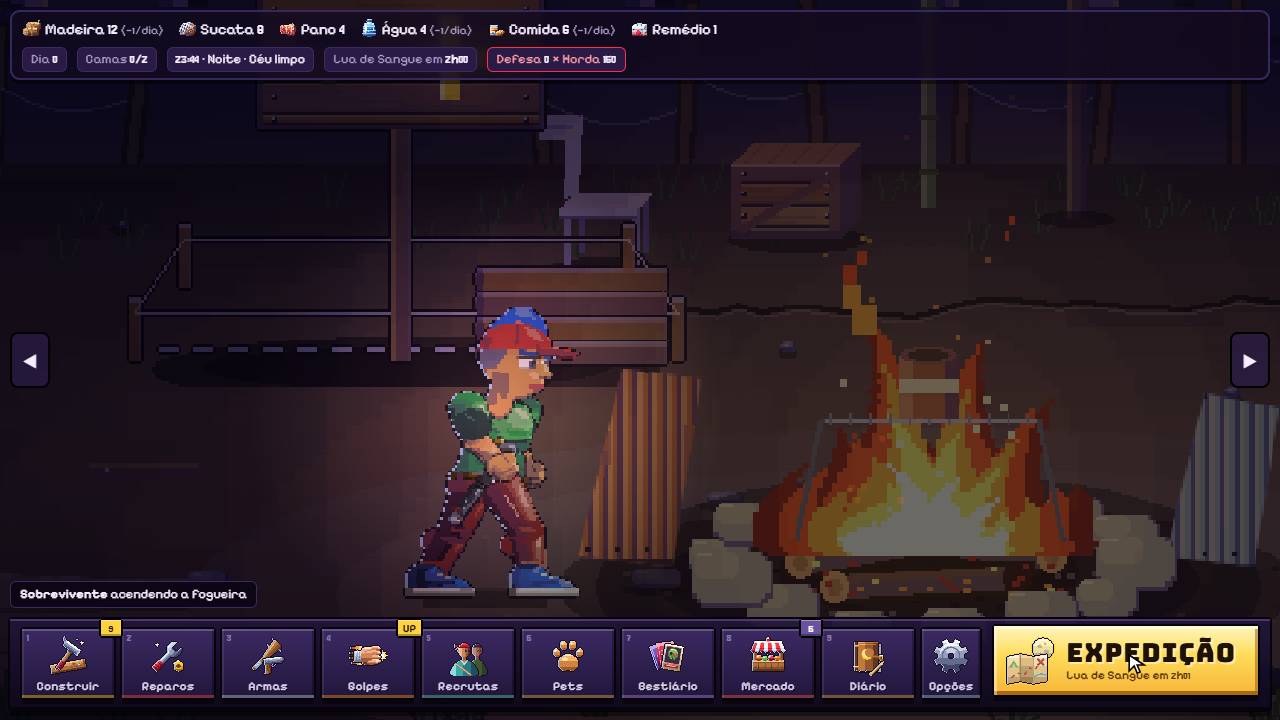 Madeira 12 (-1/dia) Sucata 8 Pano 4 Água 4 (-1/dia) Comida 6 (-1/dia) Remédio 1
Dia 0 Camas 0/2 23:44 · Noite · Céu limpo Lua de Sangue em 2h00 Defesa 0 × Horda 160
Sobrevivente acendendo a fogueira
1 9 2 3 4 UP 5 6 7 8 6 9
Construir Reparos Armas Golpes Recrutas Pets Bestiário Mercado Diário Opções
EXPEDIÇÃO
Lua de Sangue em 2h01